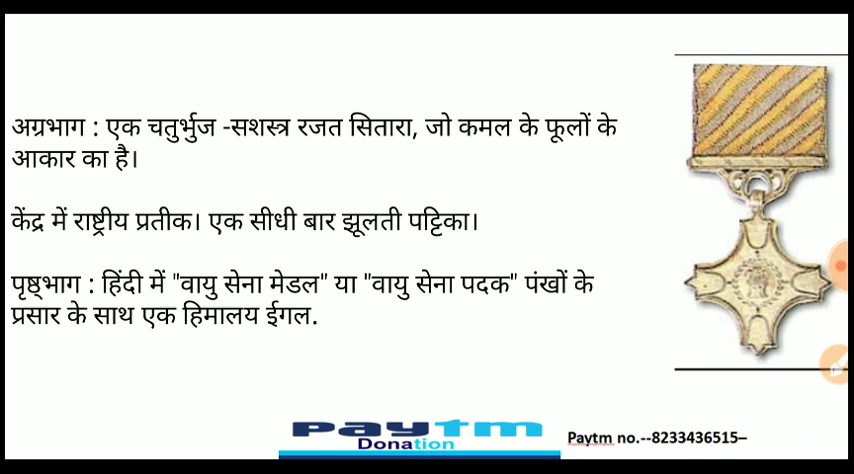 अग्रभाग : एक चतुर्भुज -सशस्त्र रजत सितारा, जो कमल के फूलों के
आकार का है।
केंद्र में राष्ट्रीय प्रतीक। एक सीधी बार झूलती पट्टिका।
पृष्ठ्भाग : हिंदी में "वायु सेना मेडल" या "वायु सेना पदक" पंखों के
प्रसार के साथ एक हिमालय ईगल.
paytm
Donation
Paytm no.--8233436515–